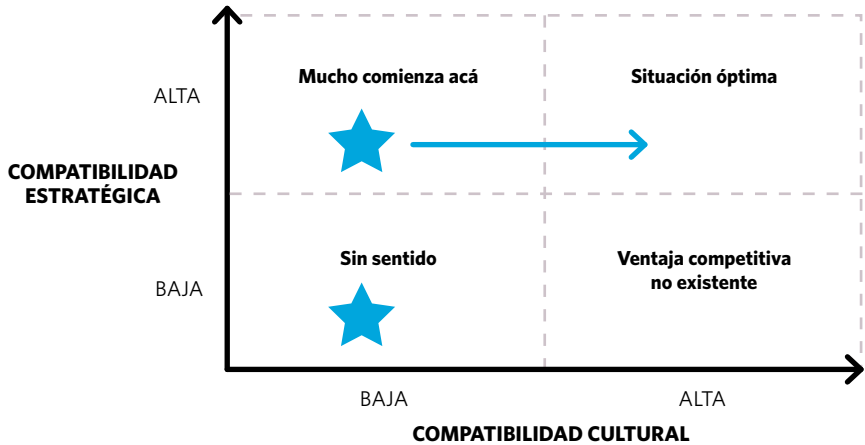 Mucho comienza acá
Situación óptima
ALTA
COMPATIBILIDAD
ESTRATÉGICA
Sin sentido
Ventaja competitiva
no existente
BAJA
BAJA
ALTA
COMPATIBILIDAD CULTURAL